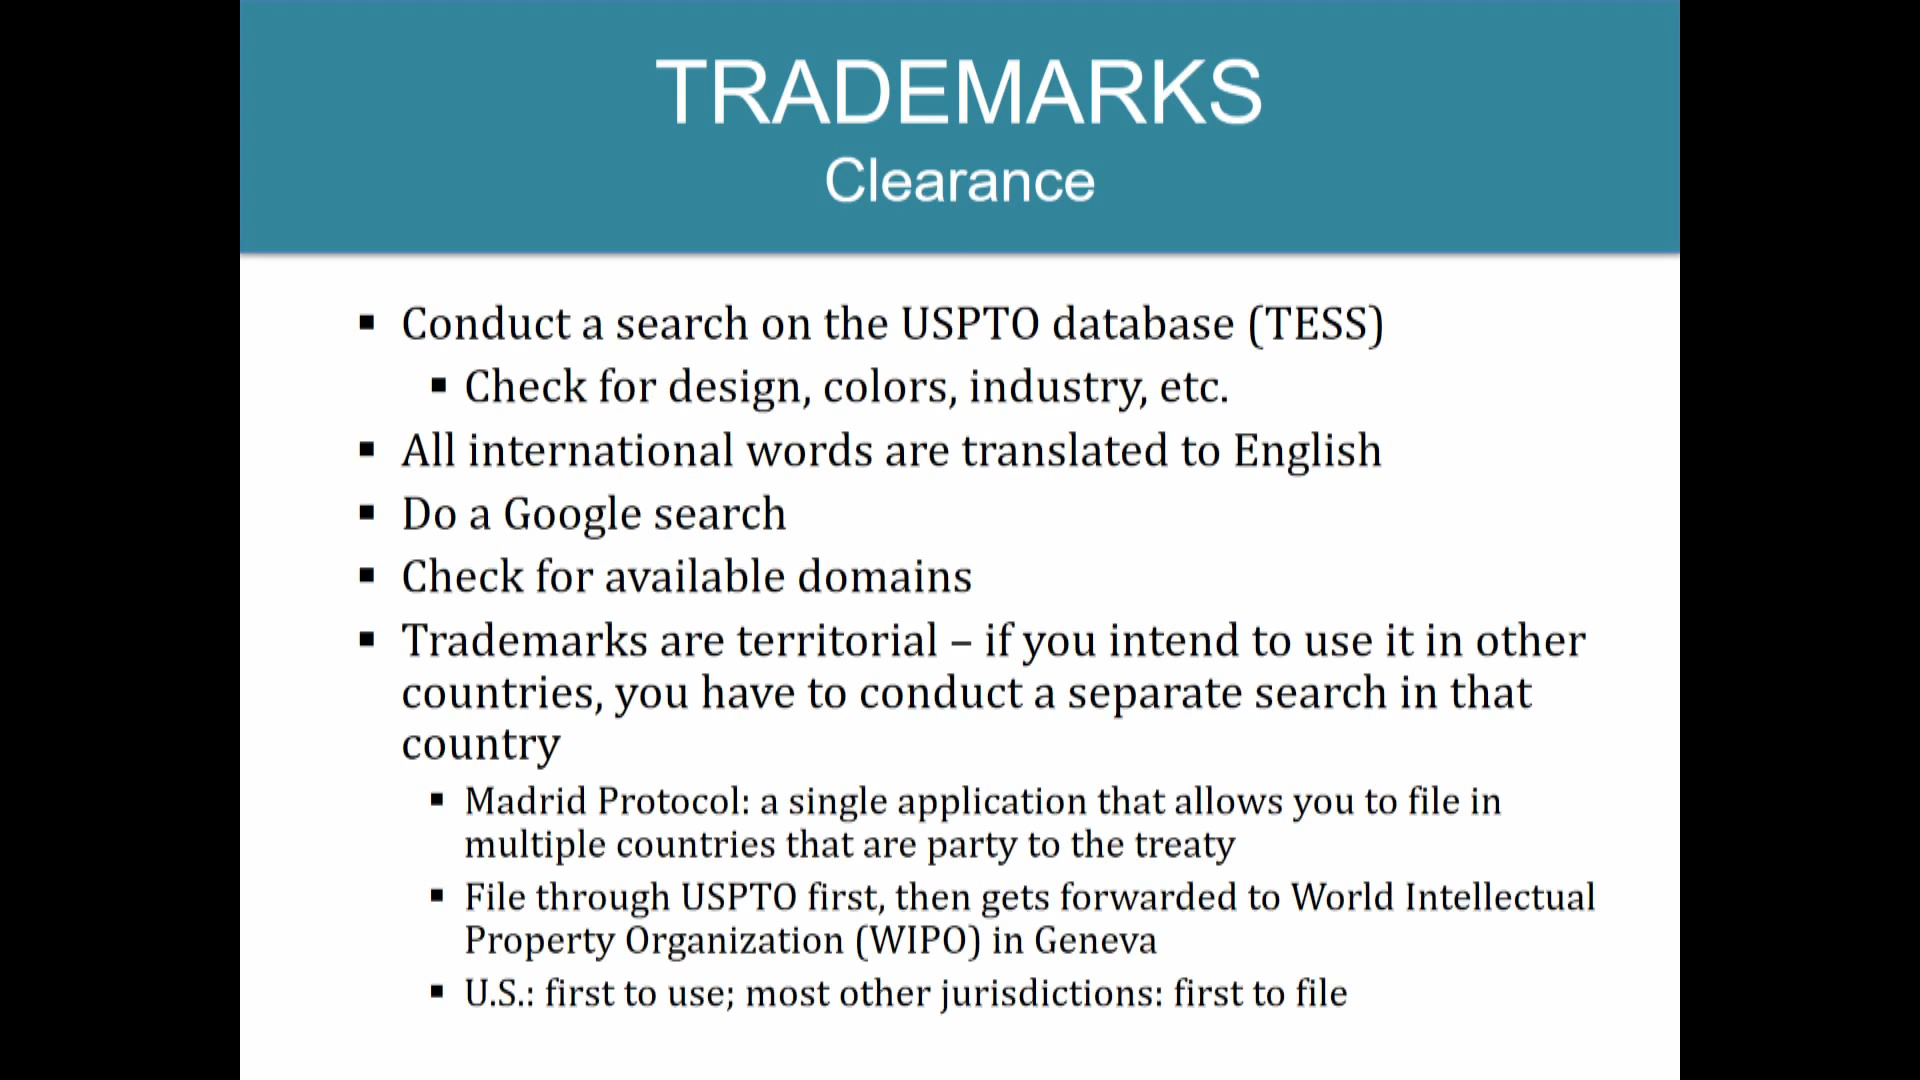 TRADEMARKS
Clearance
▪ Conduct a search on the USPTO database (TESS)
▪ Check for design, colors, industry, etc.
▪ All international words are translated to English
▪ Do a Google search
▪ Check for available domains
▪ Trademarks are territorial – if you intend to use it in other
countries, you have to conduct a separate search in that
country
▪ Madrid Protocol: a single application that allows you to file in
multiple countries that are party to the treaty
▪ File through USPTO first, then gets forwarded to World Intellectual
Property Organization (WIPO) in Geneva
▪ U.S.: first to use; most other jurisdictions: first to file